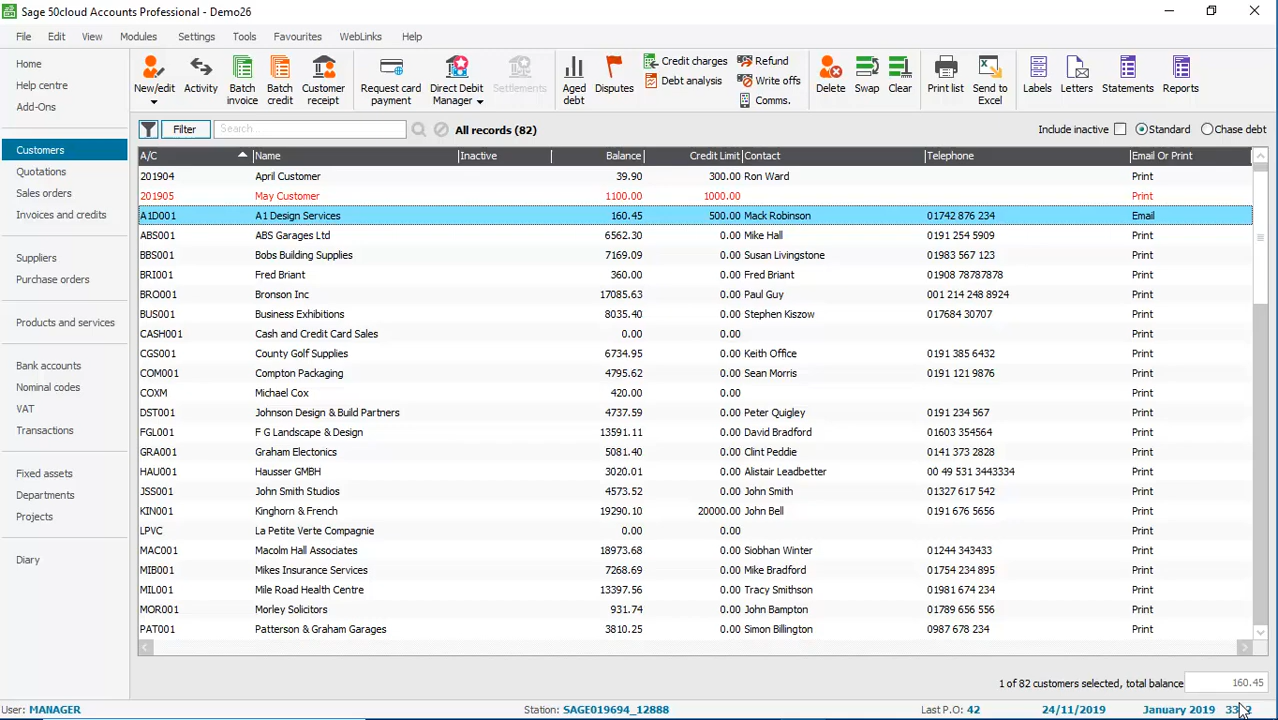 Sage 50cloud Accounts Professional - Demo26
File Edit View Modules Settings Tools Favourites WebLinks Help
Home
Help centre
Add-Ons
Customers
Quotations
Sales orders
Invoices and credits
Suppliers
Purchase orders
Products and services
Bank accounts
Nominal codes
VAT
Transactions
Fixed assets
Departments
Projects
Diary
New/edit
Activity
Batch invoice
Batch credit
Customer receipt
Request card payment
Direct Debit Manager
Settlements
Aged debt
Disputes
Credit charges
Debt analysis
Refund
Write offs
Comms.
Delete
Swap
Clear
Print list
Send to Excel
Labels
Letters
Statements
Reports
Filter Search... All records (82) Include inactive Standard Chase debt
A/C Name Inactive Balance Credit Limit Contact Telephone Email Or Print
201904 April Customer 39.90 300.00 Ron Ward Print
201905 May Customer 1100.00 1000.00 Print
A1D001 A1 Design Services 160.45 500.00 Mack Robinson 01742 876 234 Email
ABS001 ABS Garages Ltd 6562.30 0.00 Mike Hall 0191 254 5909 Print
BBS001 Bobs Building Supplies 7169.09 0.00 Susan Livingstone 01983 567 123 Print
BRI001 Fred Briant 360.00 0.00 Fred Briant 01908 78787878 Print
BRO001 Bronson Inc 17085.63 0.00 Paul Guy 001 214 248 8924 Print
BUS001 Business Exhibitions 8035.40 0.00 Stephen Kiszow 017684 30707 Print
CASH001 Cash and Credit Card Sales 0.00 0.00 Print
CGS001 County Golf Supplies 6734.95 0.00 Keith Office 0191 385 6432 Print
COM001 Compton Packaging 4795.62 0.00 Sean Morris 0191 121 9876 Print
COXM Michael Cox 420.00 0.00 Print
DST001 Johnson Design & Build Partners 4737.59 0.00 Peter Quigley 0191 234 567 Print
FGL001 F G Landscape & Design 13591.11 0.00 David Bradford 01603 354564 Print
GRA001 Graham Electonics 5081.40 0.00 Clint Peddie 0141 373 2828 Print
HAU001 Hausser GMBH 3020.01 0.00 Alistair Leadbetter 00 49 531 3443334 Print
JSS001 John Smith Studios 4573.52 0.00 John Smith 01327 617 542 Print
KIN001 Kinghorn & French 19290.10 20000.00 John Bell 0191 676 5656 Print
LPVC La Petite Verte Compagnie 0.00 0.00 Print
MAC001 Macolm Hall Associates 18973.68 0.00 Siobhan Winter 01244 343433 Print
MIB001 Mikes Insurance Services 7268.69 0.00 Mike Bradford 01754 234 895 Print
MIL001 Mile Road Health Centre 13397.56 0.00 Tracy Smithson 01981 674 234 Print
MOR001 Morley Solicitors 931.74 0.00 John Bampton 01789 656 556 Print
PAT001 Patterson & Graham Garages 3810.25 0.00 Simon Billington 0987 678 234 Print
1 of 82 customers selected, total balance 160.45
User: MANAGER Station: SAGE019694_12888 Last P.O: 42 24/11/2019 January 2019